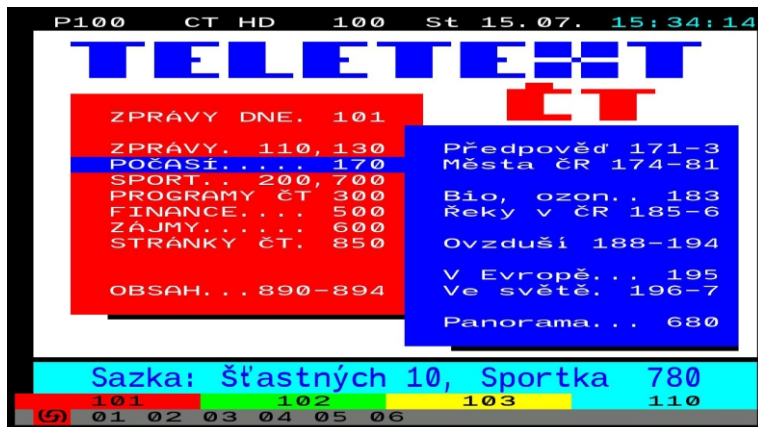 P100 CT HD 100 St 15.07. 15:34:14
TELETEXT
ČT
ZPRÁVY DNE. 101
ZPRÁVY. 110,130
POČASÍ..... 170
SPORT.. 200,700
PROGRAMY ČT 300
FINANCE.... 500
ZÁJMY...... 600
STRÁNKY ČT. 850
OBSAH...890-894
Předpověď 171-3
Města ČR 174-81
Bio, ozon.. 183
Řeky v ČR 185-6
Ovzduší 188-194
V Evropě... 195
Ve světě. 196-7
Panorama... 680
Sazka: Šťastných 10, Sportka 780
101 102 103 110
01 02 03 04 05 06